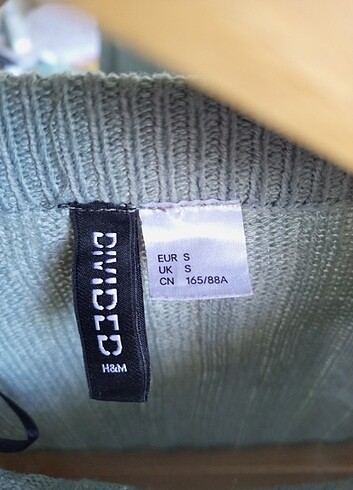 DIVIDED
H&M
EUR S
UK S
CN 165/88A